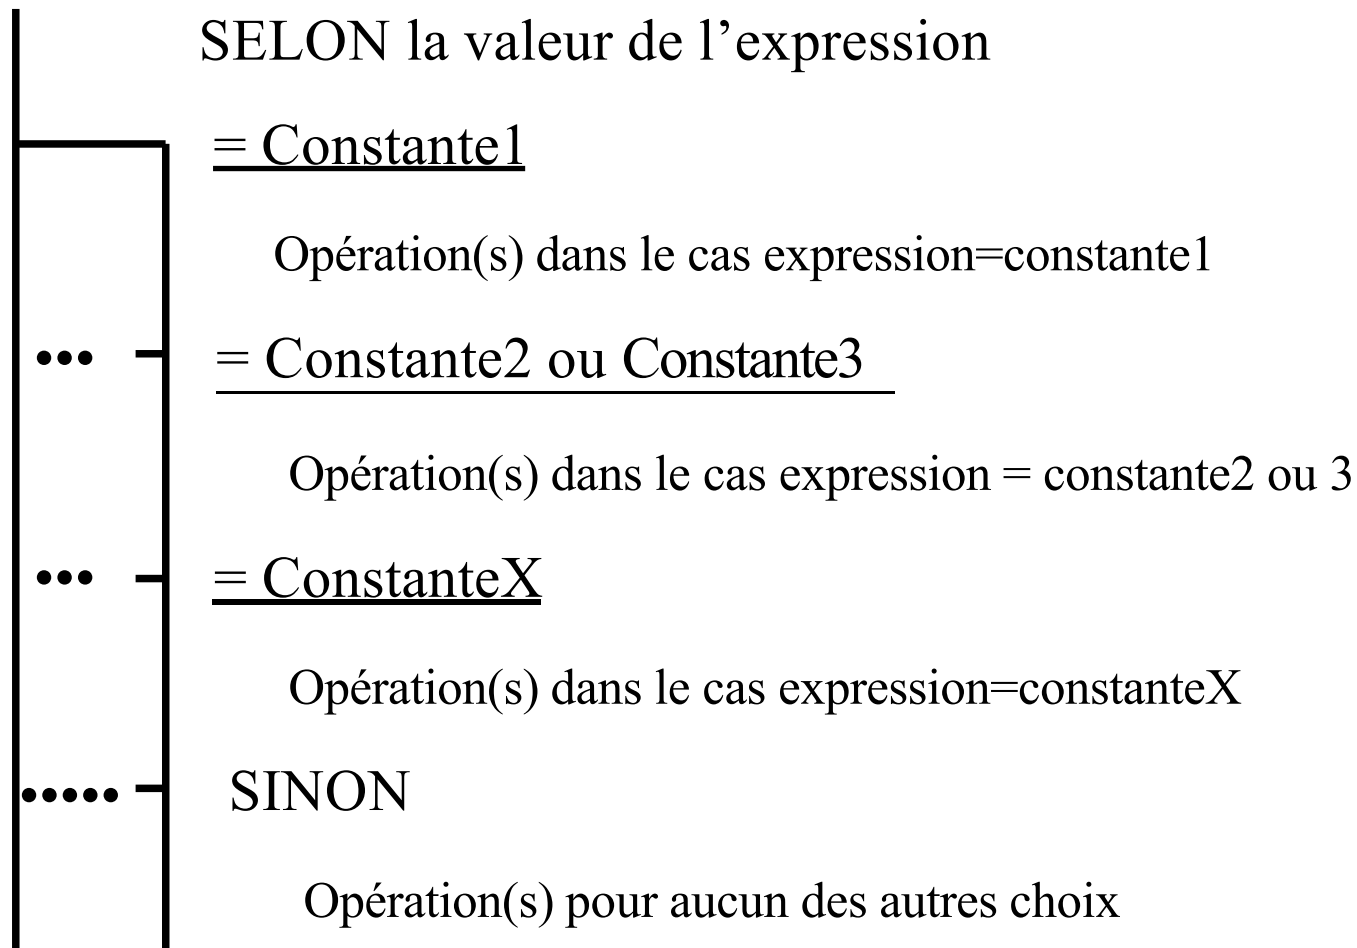 SELON la valeur de l’expression
= Constante1
Opération(s) dans le cas expression=constante1
= Constante2 ou Constante3
Opération(s) dans le cas expression = constante2 ou 3
= ConstanteX
Opération(s) dans le cas expression=constanteX
SINON
Opération(s) pour aucun des autres choix